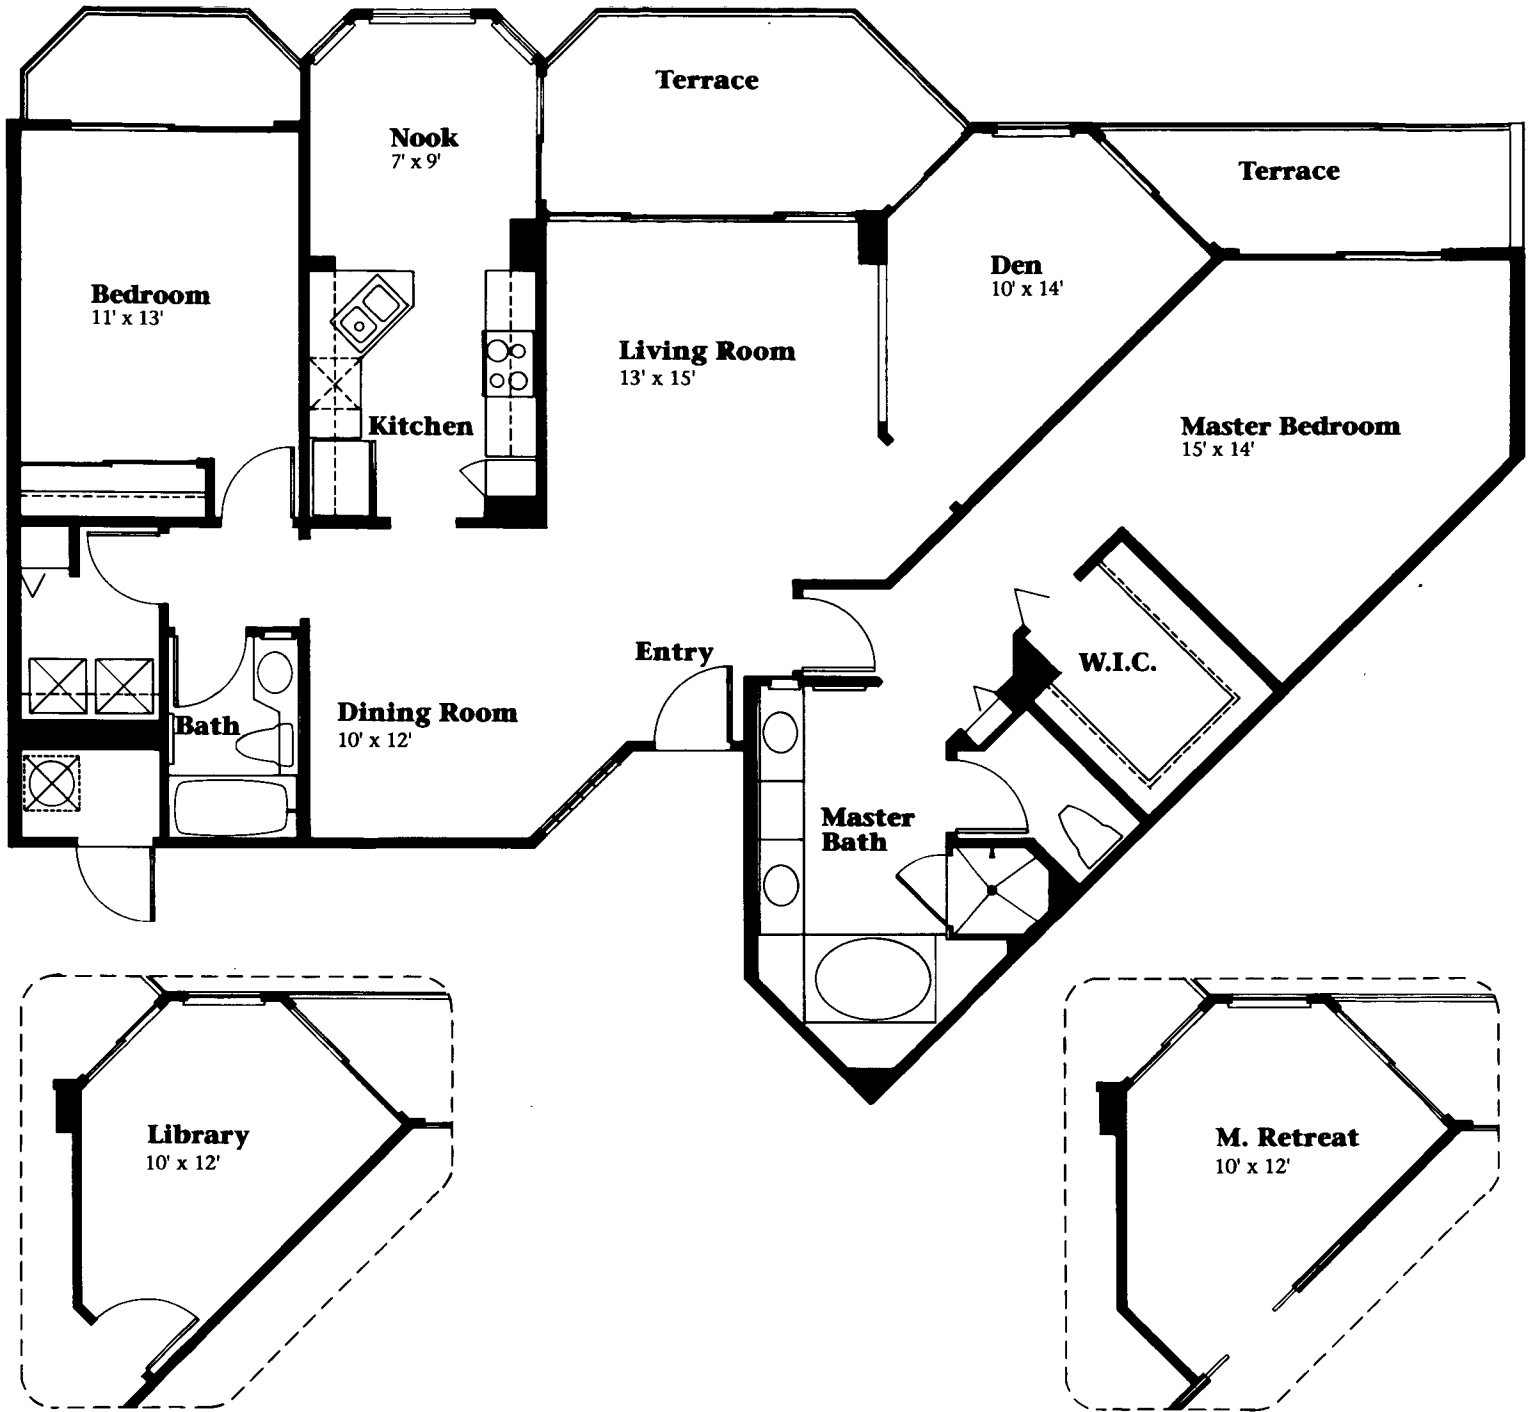 Terrace
Nook
7' x 9'
Terrace
Den
10' x 14'
Bedroom
11' x 13'
Living Room
13' x 15'
Kitchen
Master Bedroom
15' x 14'
Entry
W.I.C.
Dining Room
10' x 12'
Bath
Master
Bath
Library
10' x 12'
M. Retreat
10' x 12'